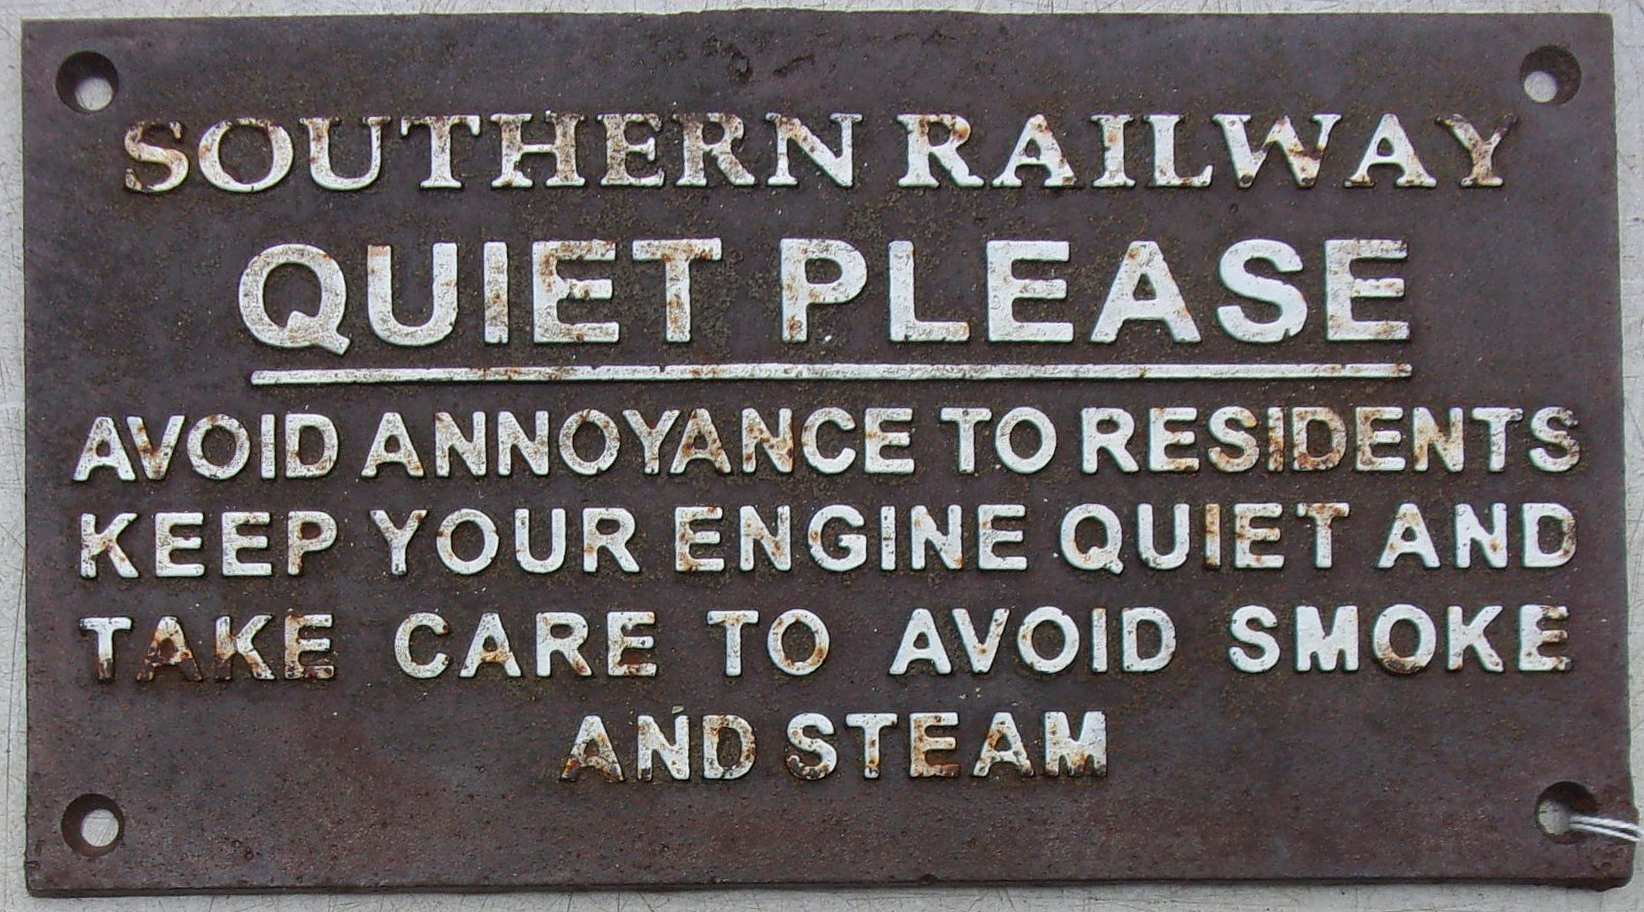 SOUTHERN RAILWAY
QUIET PLEASE
AVOID ANNOYANCE TO RESIDENTS
KEEP YOUR ENGINE QUIET AND
TAKE CARE TO AVOID SMOKE
AND STEAM